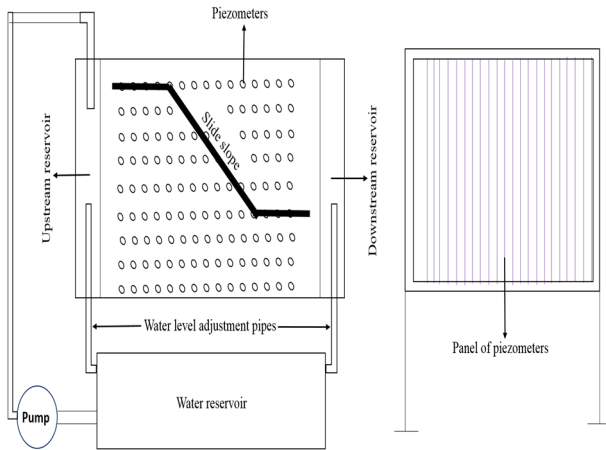 Piezometers
Slide slope
Upstream reservoir
Downstream reservoir
Water level adjustment pipes
Panel of piezometers
Water reservoir
Pump